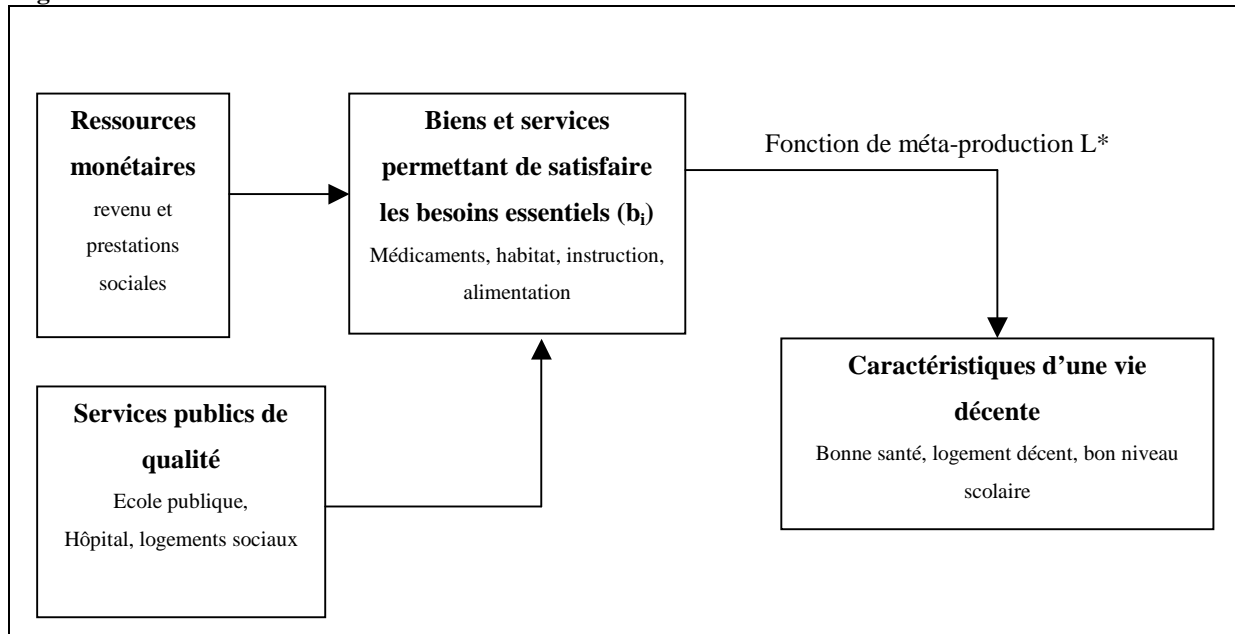 Ressources
monétaires
revenu et
prestations
sociales
Biens et services
permettant de satisfaire
les besoins essentiels (bi)
Médicaments, habitat, instruction,
alimentation
Fonction de méta-production L*
Services publics de
qualité
Ecole publique,
Hôpital, logements sociaux
Caractéristiques d’une vie
décente
Bonne santé, logement décent, bon niveau
scolaire